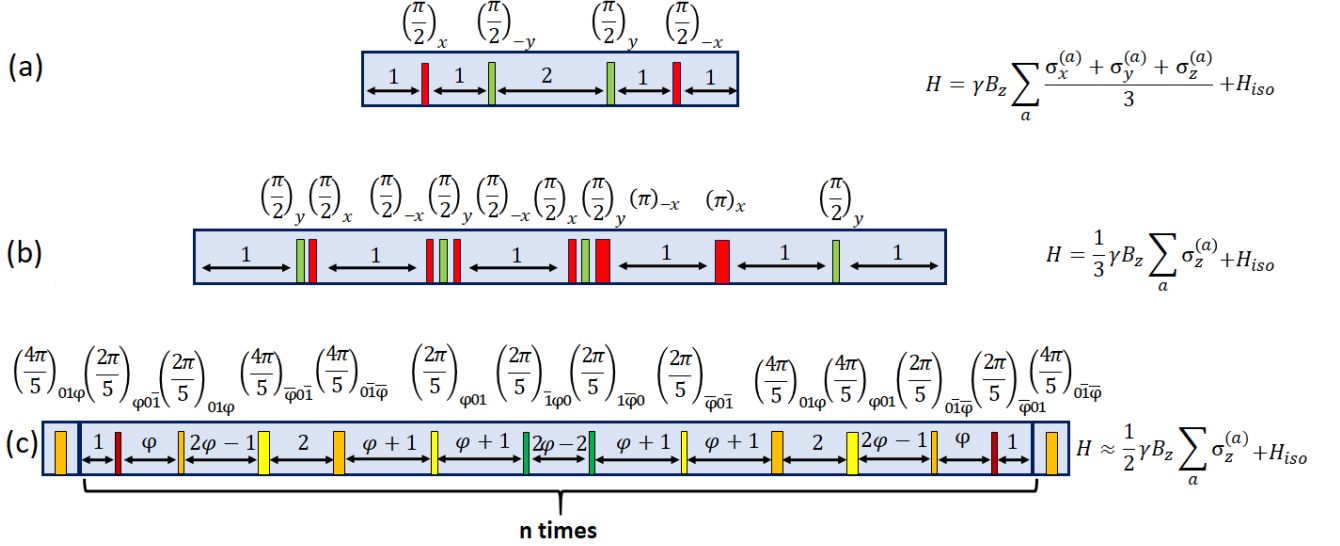 (π/2)x (π/2)−y (π/2)y (π/2)−x
(a) 1 1 2 1 1 H = γBz ∑a (σx(a) + σy(a) + σz(a))/3 + Hiso
(π/2)y (π/2)x (π/2)−x (π/2)y (π/2)−x (π/2)x (π/2)y (π)−x (π)x (π/2)y
(b) 1 1 1 1 1 1 H = 1/3 γBz ∑a σz(a) + Hiso
(4π/5)01φ (2π/5)φ01̅ (2π/5)01φ (4π/5)φ̅01̅ (4π/5)01̅φ̅ (2π/5)φ01 (2π/5)1̅φ0 (2π/5)1φ̅0 (2π/5)φ̅01̅ (4π/5)01φ (4π/5)φ01 (2π/5)01̅φ̅ (2π/5)φ̅01 (4π/5)01̅φ̅
(c) 1 φ 2φ − 1 2 φ + 1 φ + 1 2φ − 2 φ + 1 φ + 1 2 2φ − 1 φ 1 H ≈ 1/2 γBz ∑a σz(a) + Hiso
n times